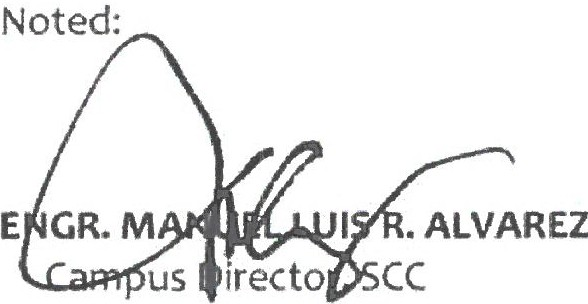 Noted:
ENGR. MANUEL LUIS R. ALVAREZ
Campus Director, SCC